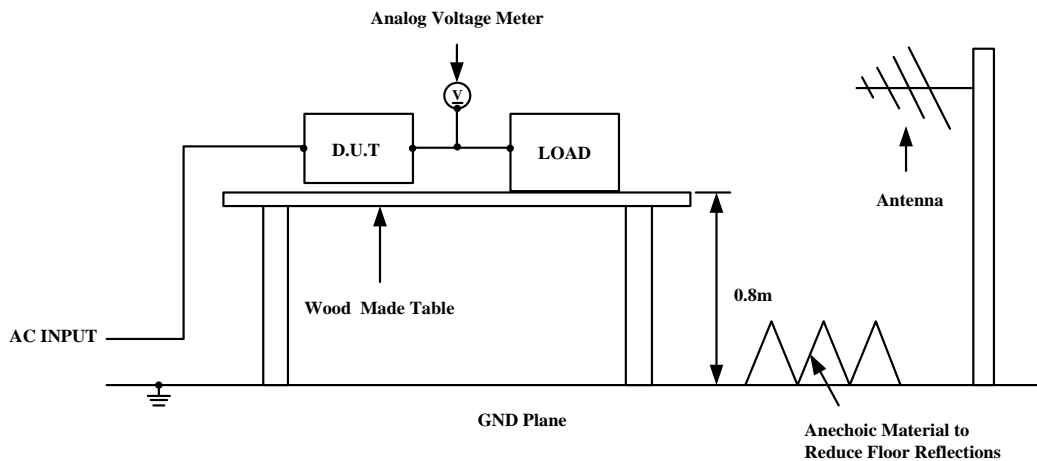 Analog Voltage Meter
V
D.U.T
LOAD
Antenna
Wood Made Table
0.8m
AC INPUT
GND Plane
Anechoic Material to
Reduce Floor Reflections